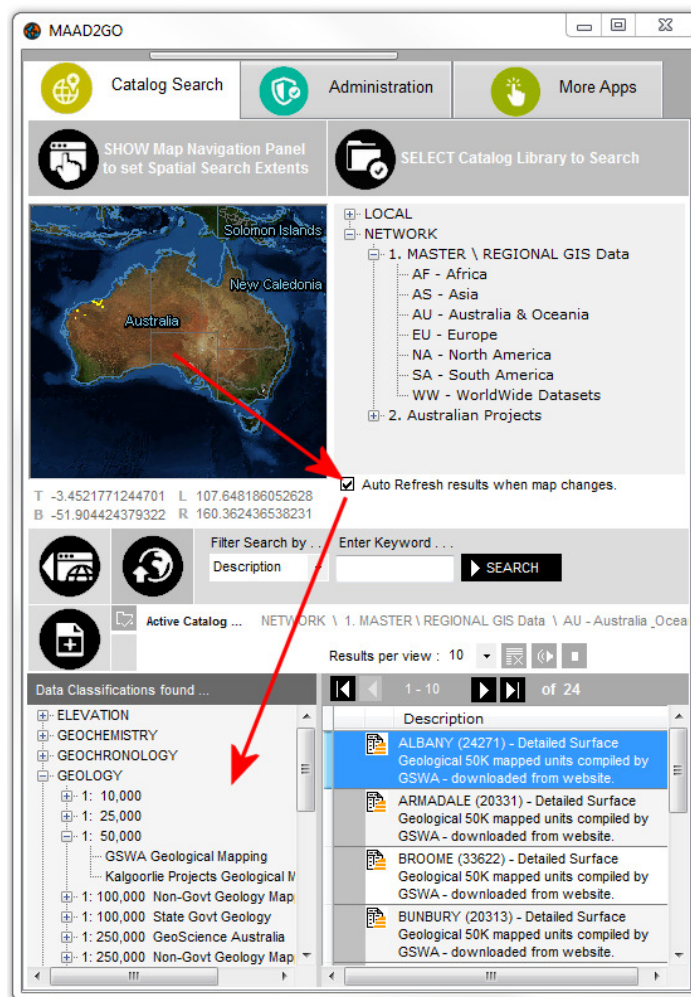 MAAD2GO
Catalog Search
Administration
More Apps
SHOW Map Navigation Panel
to set Spatial Search Extents
SELECT Catalog Library to Search
Solomon Islands
New Caledonia
Australia
LOCAL
NETWORK
1. MASTER \ REGIONAL GIS Data
AF - Africa
AS - Asia
AU - Australia & Oceania
EU - Europe
NA - North America
SA - South America
WW - WorldWide Datasets
2. Australian Projects
Auto Refresh results when map changes.
T -3.4521771244701 L 107.648186052628
B -51.904424379322 R 160.362436538231
Filter Search by . . Enter Keyword . . .
Description
SEARCH
Active Catalog ... NETWORK \ 1. MASTER \ REGIONAL GIS Data \ AU - Australia _Ocea
Results per view : 10
Data Classifications found ...
1 - 10 of 24
ELEVATION
GEOCHEMISTRY
GEOCHRONOLOGY
GEOLOGY
1: 10,000
1: 25,000
1: 50,000
GSWA Geological Mapping
Kalgoorlie Projects Geological M
1: 100,000 Non-Govt Geology Map
1: 100,000 State Govt Geology
1: 250,000 GeoScience Australia
1: 250,000 Non-Govt Geology Map
Description
ALBANY (24271) - Detailed Surface
Geological 50K mapped units compiled by
GSWA - downloaded from website.
ARMADALE (20331) - Detailed Surface
Geological 50K mapped units compiled by
GSWA - downloaded from website.
BROOME (33622) - Detailed Surface
Geological 50K mapped units compiled by
GSWA - downloaded from website.
BUNBURY (20313) - Detailed Surface
Geological 50K mapped units compiled by
GSWA - downloaded from website.